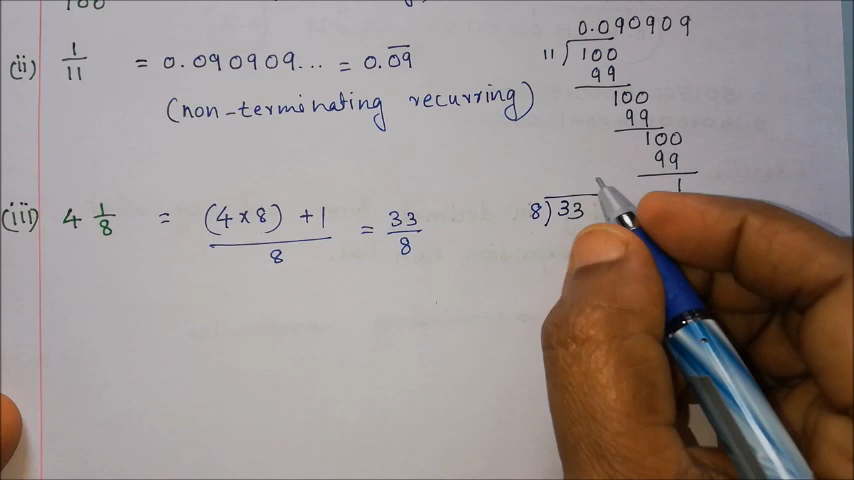 100
(ii) 1/11 = 0.090909... = 0.0̅9̅
(non-terminating recurring)
0.090909
11 ) 100
99
100
99
100
99
1
(iii) 4 1/8 = (4×8) +1 / 8 = 33/8
8 ) 33